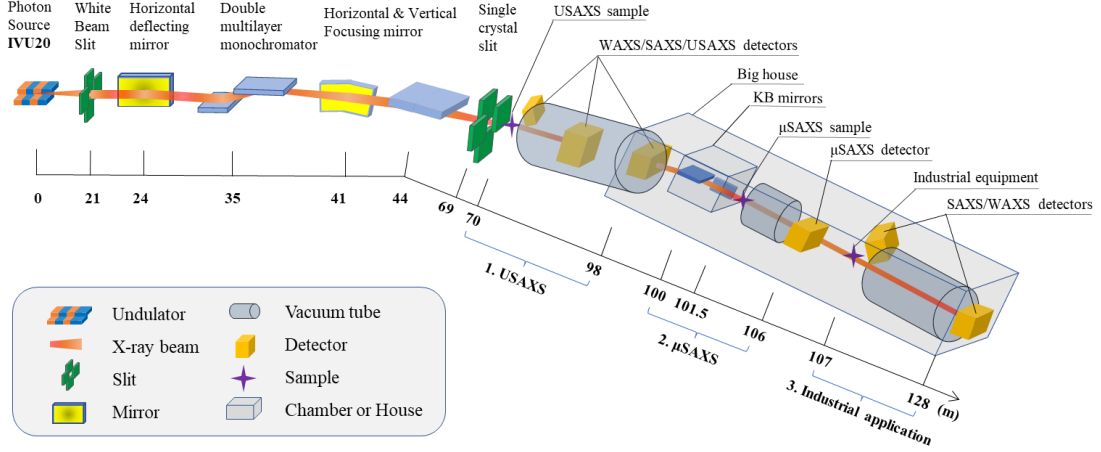 Photon
Source
IVU20
White
Beam
Slit
Horizontal
deflecting
mirror
Double
multilayer
monochromator
Horizontal & Vertical
Focusing mirror
Single
crystal
slit
USAXS sample
WAXS/SAXS/USAXS detectors
Big house
KB mirrors
μSAXS sample
μSAXS detector
Industrial equipment
SAXS/WAXS detectors
0
21
24
35
41
44
69
70
98
100
101.5
106
107
128 (m)
1. USAXS
2. μSAXS
3. Industrial application
Undulator
X-ray beam
Slit
Mirror
Vacuum tube
Detector
Sample
Chamber or House